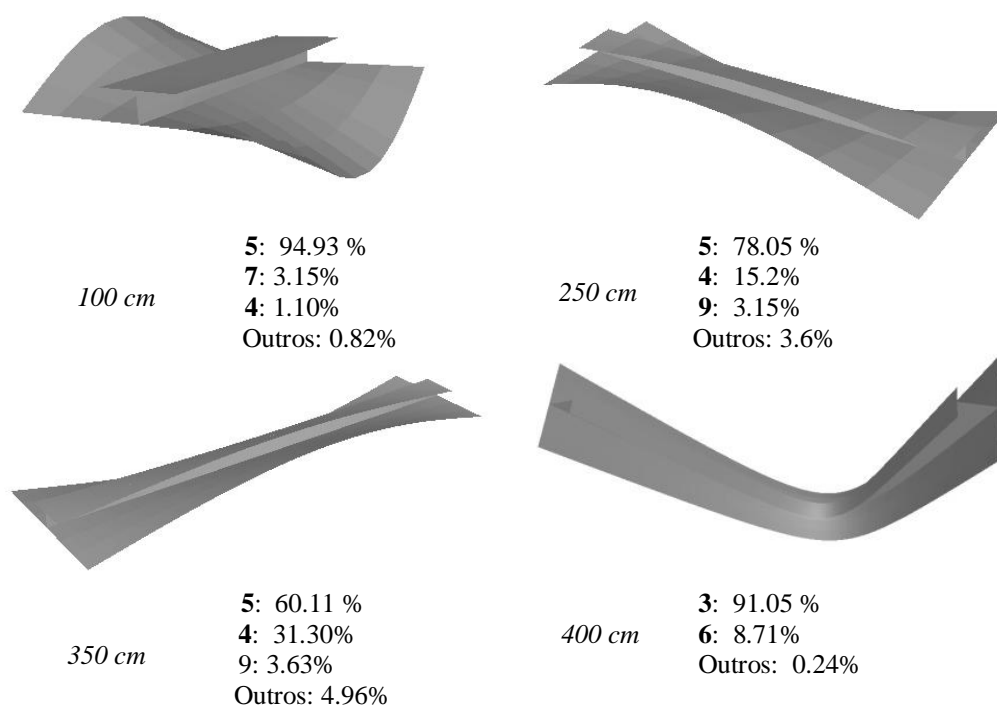 5: 94.93 %
7: 3.15%
100 cm
4: 1.10%
Outros: 0.82%
5: 78.05 %
4: 15.2%
250 cm
9: 3.15%
Outros: 3.6%
5: 60.11 %
4: 31.30%
350 cm
9: 3.63%
Outros: 4.96%
3: 91.05 %
400 cm
6: 8.71%
Outros: 0.24%